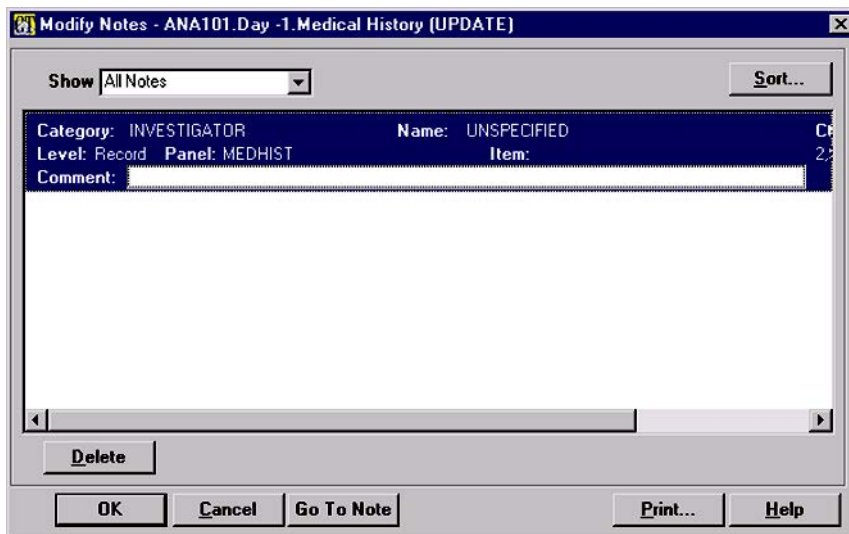 Modify Notes - ANA101.Day -1.Medical History (UPDATE)
Show All Notes Sort...
Category: INVESTIGATOR Name: UNSPECIFIED
Level: Record Panel: MEDHIST Item:
Comment:
Delete
OK Cancel Go To Note Print... Help